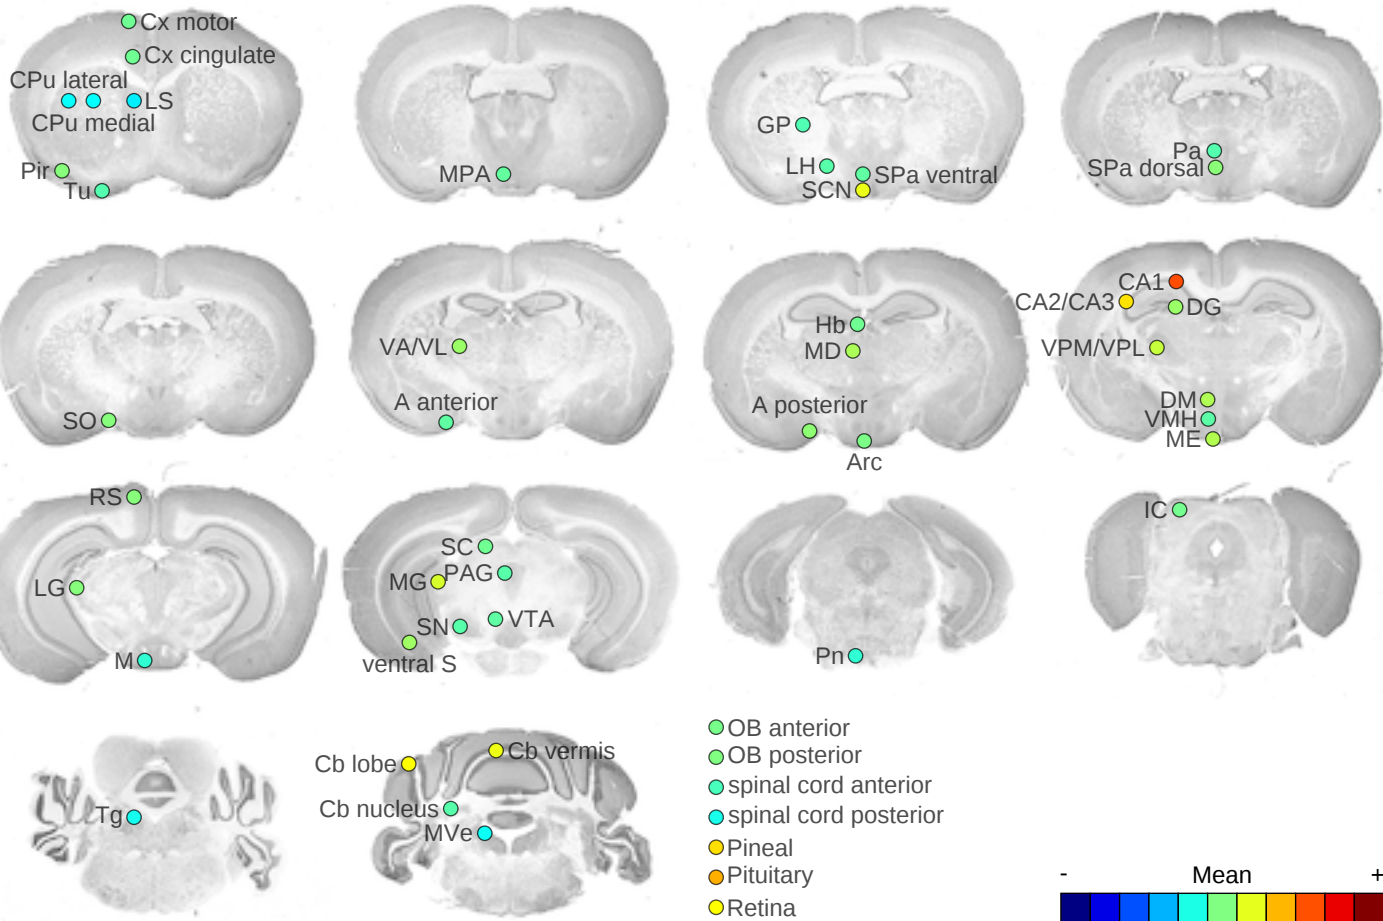 Cx motor
Cx cingulate
CPu lateral
LS
CPu medial
Pir
Tu
MPA
GP
LH
SPa ventral
SCN
Pa
SPa dorsal
SO
VA/VL
A anterior
Hb
MD
A posterior
Arc
CA1
CA2/CA3
DG
VPM/VPL
DM
VMH
ME
RS
LG
M
SC
MG
PAG
SN
VTA
ventral S
Pn
IC
Tg
Cb lobe
Cb vermis
Cb nucleus
MVe
OB anterior
OB posterior
spinal cord anterior
spinal cord posterior
Pineal
Pituitary
Retina
- Mean +